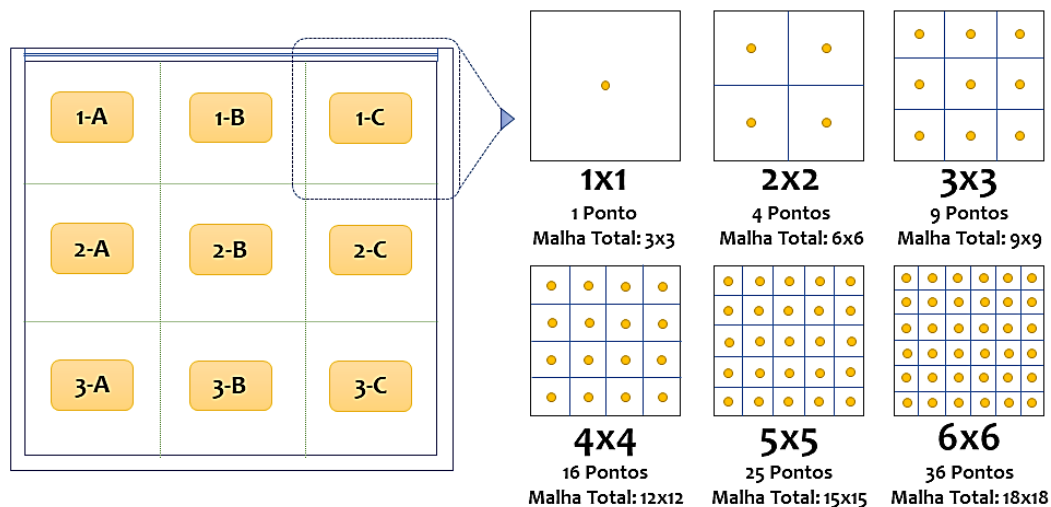 1-A
1-B
1-C
2-A
2-B
2-C
3-A
3-B
3-C
1x1
1 Ponto
Malha Total: 3x3
2x2
4 Pontos
Malha Total: 6x6
3x3
9 Pontos
Malha Total: 9x9
4x4
16 Pontos
Malha Total: 12x12
5x5
25 Pontos
Malha Total: 15x15
6x6
36 Pontos
Malha Total: 18x18